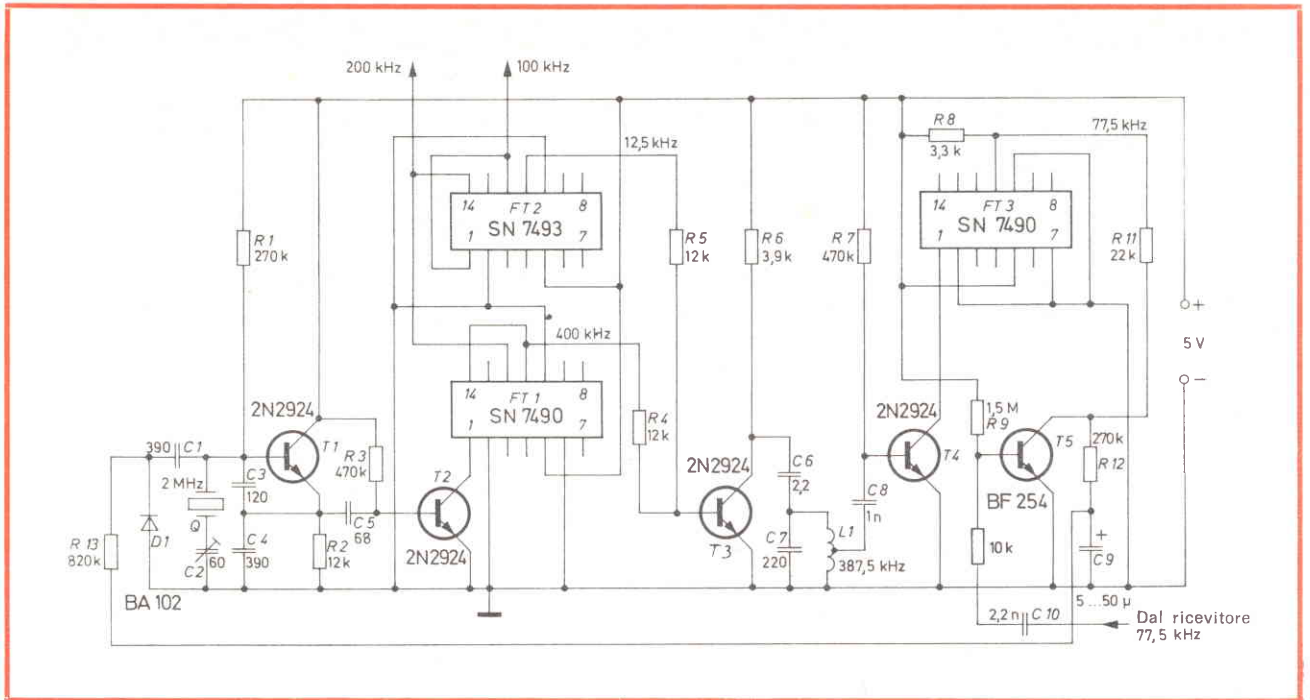 200 kHz
100 kHz
R8
3,3 k
77,5 kHz
12,5 kHz
14
FT2
8
SN 7493
1
7
14
FT 3
8
SN 7490
1
7
R1
270 k
R5
12 k
R6
3,9k
R7
470k
R11
22 k
+
5 V
−
400 kHz
14
FT 1
8
SN 7490
1
7
2N2924
T1
R3
470k
R4
12k
2N2924
T3
2N2924
T4
1,5 M
R9
270k
R12
T5
BF 254
390
C1
2 MHz
Q
C3
120
C4
390
C2
60
R2
12k
C5
68
T2
2N2924
C6
2,2
C7
220
C8
1n
L1
387,5 kHz
10k
+
C9
5 ...50 µ
R 13
820k
D1
BA 102
2,2 n
C 10
Dal ricevitore
77,5 kHz